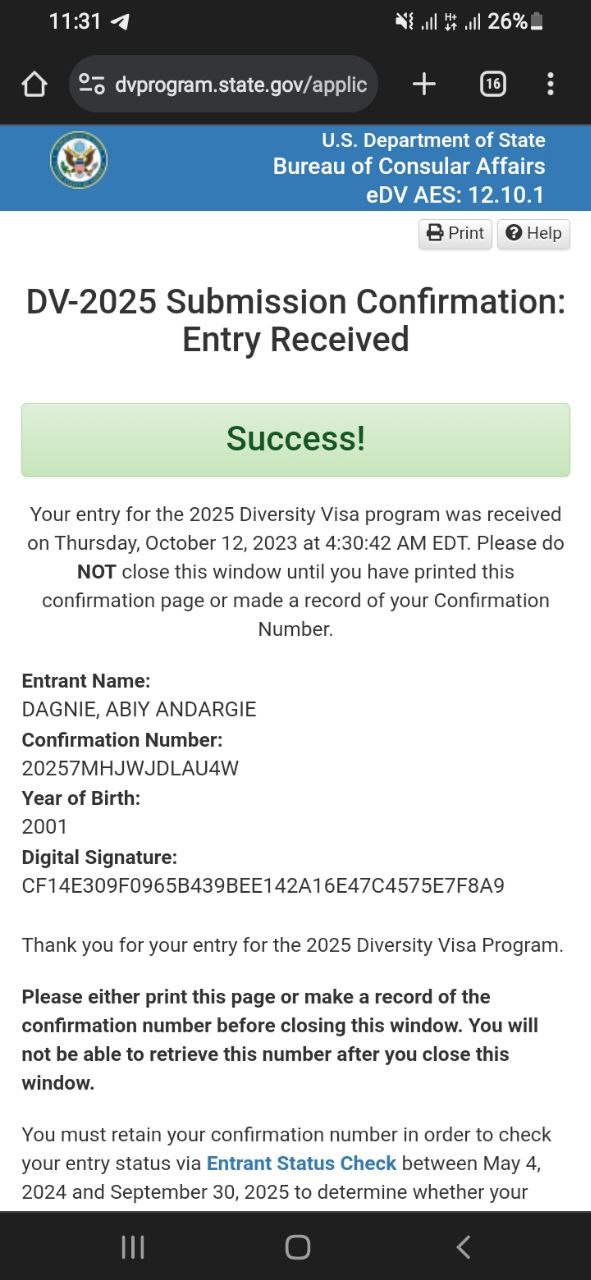 11:31
26%
dvprogram.state.gov/applic
16
U.S. Department of State
Bureau of Consular Affairs
eDV AES: 12.10.1
Print
Help
DV-2025 Submission Confirmation:
Entry Received
Success!
Your entry for the 2025 Diversity Visa program was received
on Thursday, October 12, 2023 at 4:30:42 AM EDT. Please do
NOT close this window until you have printed this
confirmation page or made a record of your Confirmation
Number.
Entrant Name:
DAGNIE, ABIY ANDARGIE
Confirmation Number:
20257MHJWJDLAU4W
Year of Birth:
2001
Digital Signature:
CF14E309F0965B439BEE142A16E47C4575E7F8A9
Thank you for your entry for the 2025 Diversity Visa Program.
Please either print this page or make a record of the
confirmation number before closing this window. You will
not be able to retrieve this number after you close this
window.
You must retain your confirmation number in order to check
your entry status via Entrant Status Check between May 4,
2024 and September 30, 2025 to determine whether your